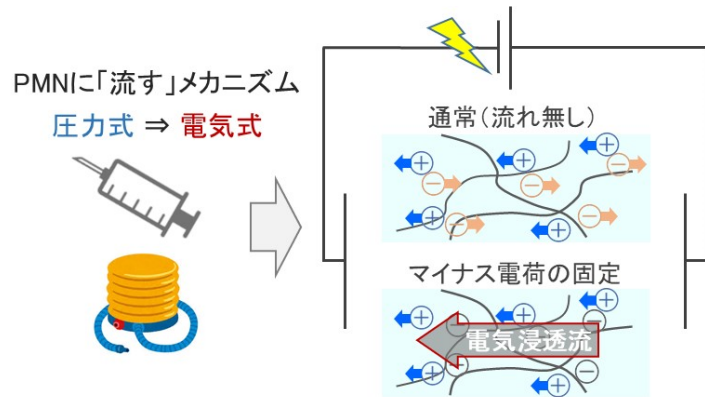 PMNに「流す」メカニズム
圧力式 ⇒ 電気式
通常(流れ無し)
マイナス電荷の固定
電気浸透流